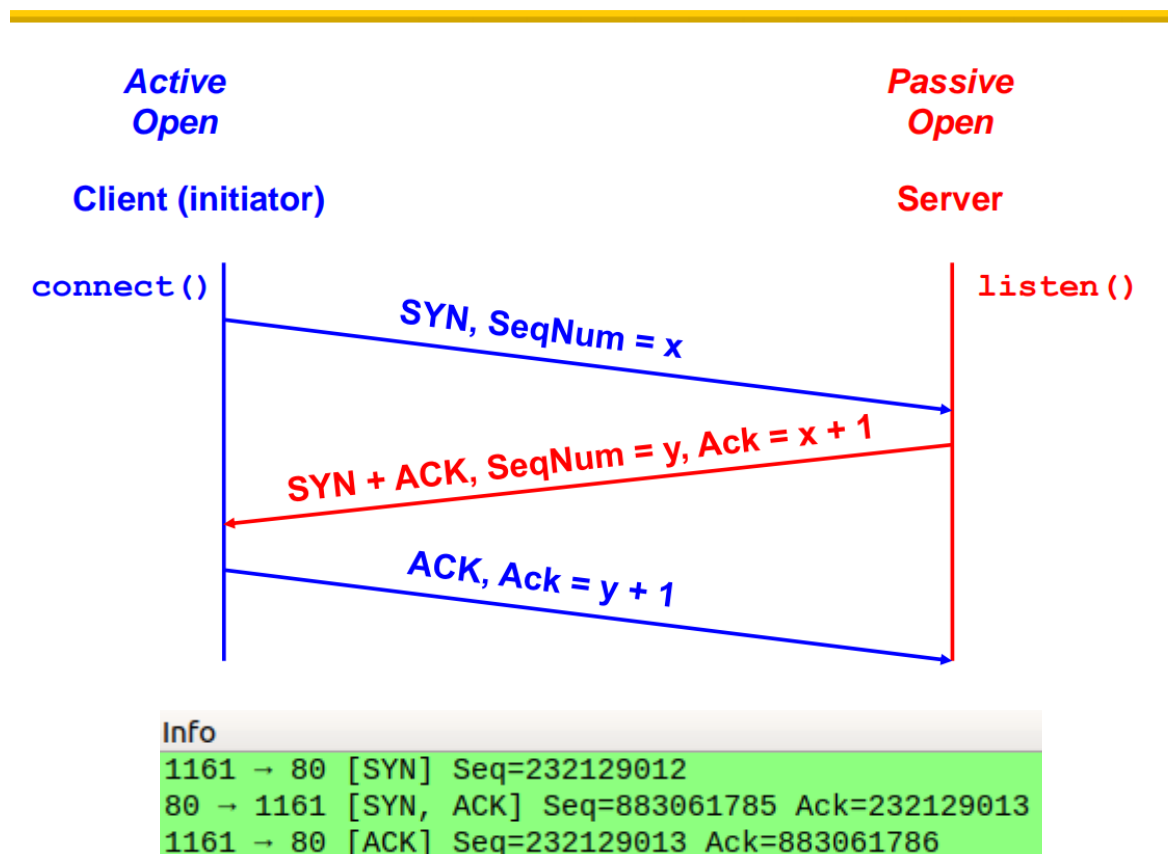 Active
Open
Passive
Open
Client (initiator)
Server
connect()
listen()
SYN, SeqNum = x
SYN + ACK, SeqNum = y, Ack = x + 1
ACK, Ack = y + 1
Info
1161 → 80 [SYN] Seq=232129012
80 → 1161 [SYN, ACK] Seq=883061785 Ack=232129013
1161 → 80 [ACK] Seq=232129013 Ack=883061786